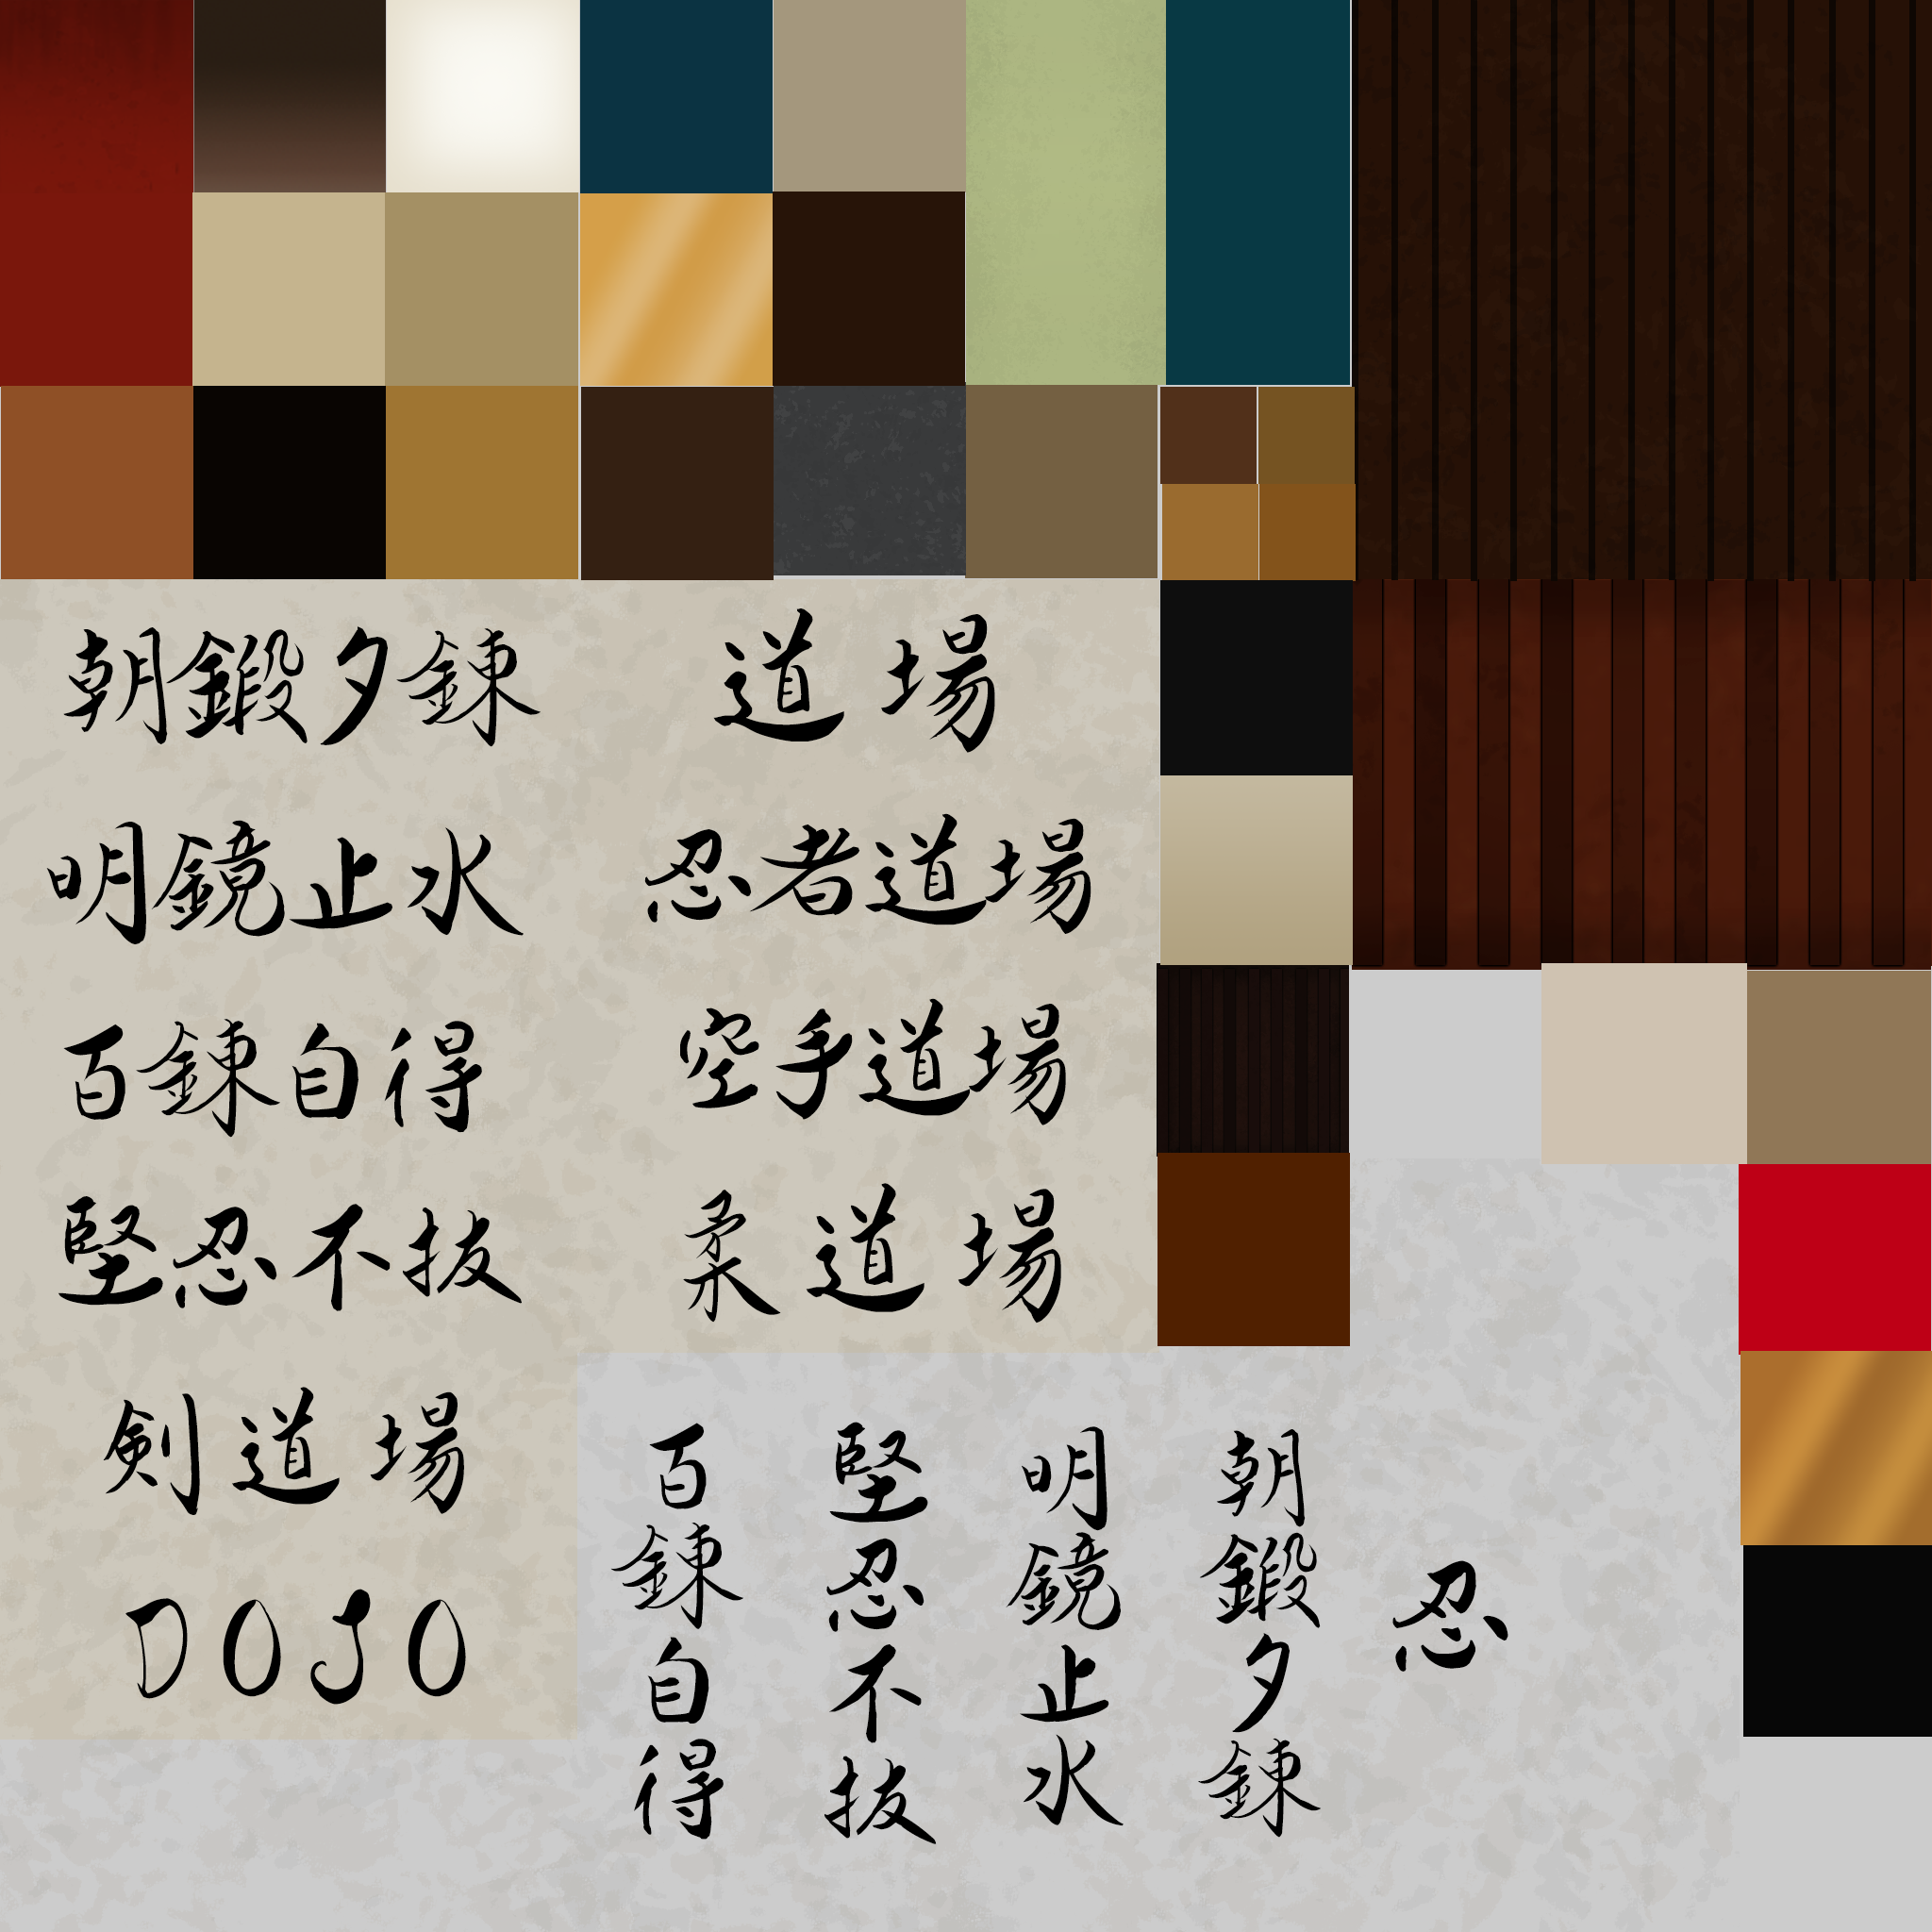 朝鍛夕錬
道場
明鏡止水
忍者道場
百錬自得
空手道場
堅忍不抜
柔道場
剣道場
DOJO
朝鍛夕錬
明鏡止水
堅忍不抜
百錬自得
忍